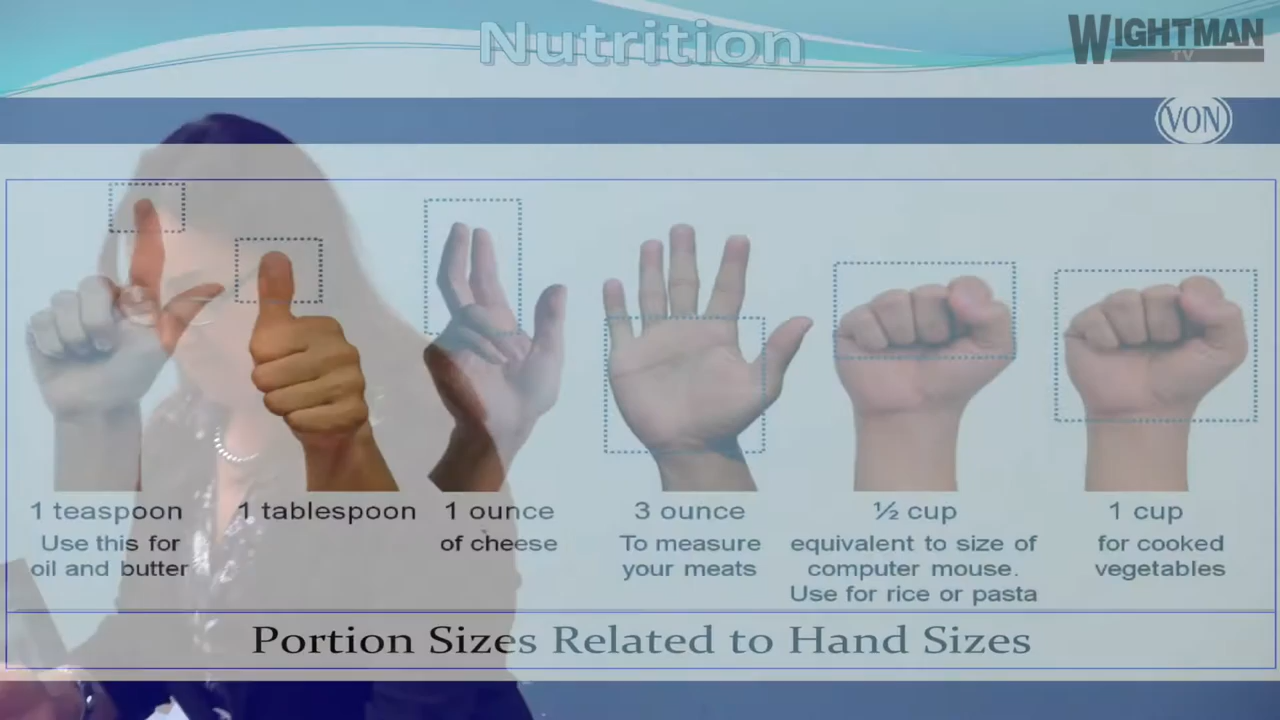 Nutrition
WIGHTMAN
TV
VON
1 teaspoon
Use this for
oil and butter
1 tablespoon
1 ounce
of cheese
3 ounce
To measure
your meats
½ cup
equivalent to size of
computer mouse.
Use for rice or pasta
1 cup
for cooked
vegetables
Portion Sizes Related to Hand Sizes